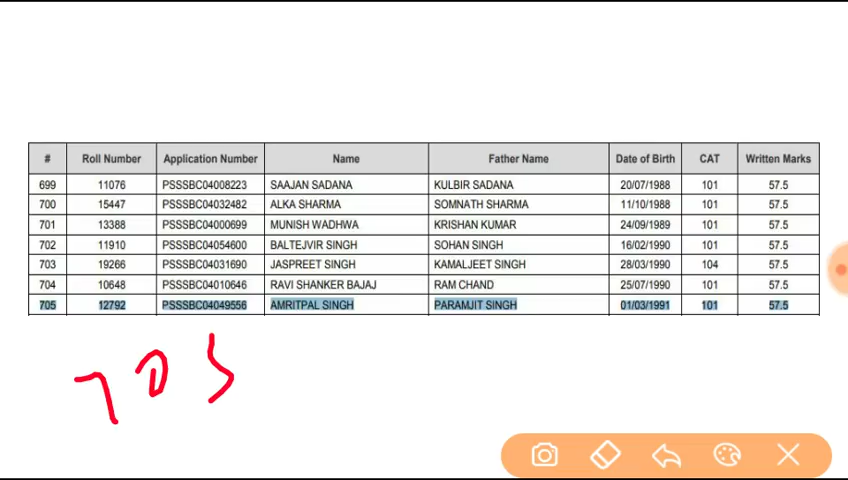 # Roll Number Application Number Name Father Name Date of Birth CAT Written Marks
699 11076 PSSSBC04008223 SAAJAN SADANA KULBIR SADANA 20/07/1988 101 57.5
700 15447 PSSSBC04032482 ALKA SHARMA SOMNATH SHARMA 11/10/1988 101 57.5
701 13388 PSSSBC04000699 MUNISH WADHWA KRISHAN KUMAR 24/09/1989 101 57.5
702 11910 PSSSBC04054600 BALTEJVIR SINGH SOHAN SINGH 16/02/1990 101 57.5
703 19266 PSSSBC04031690 JASPREET SINGH KAMALJEET SINGH 28/03/1990 104 57.5
704 10648 PSSSBC04010646 RAVI SHANKER BAJAJ RAM CHAND 25/07/1990 101 57.5
705 12792 PSSSBC04049556 AMRITPAL SINGH PARAMJIT SINGH 01/03/1991 101 57.5
705